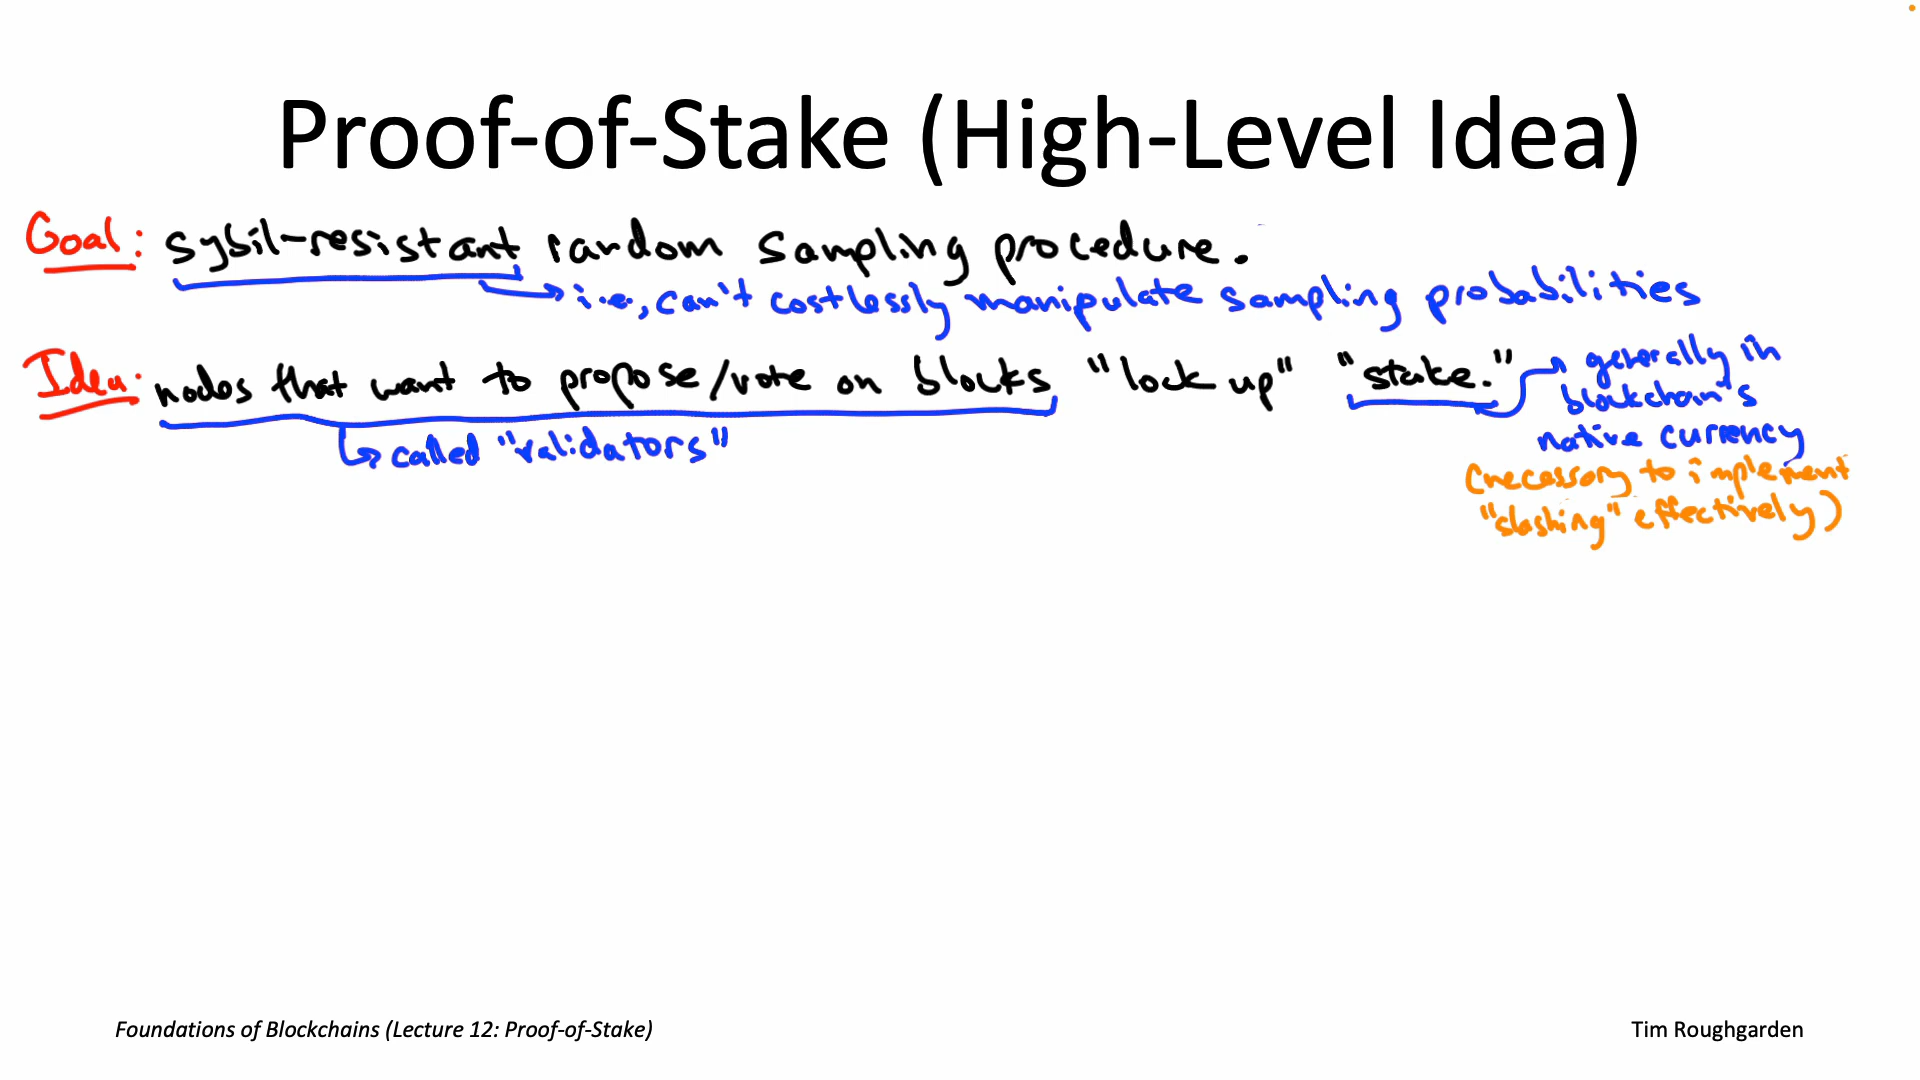 Proof-of-Stake (High-Level Idea)
Goal: sybil-resistant random sampling procedure.
i.e., can't costlessly manipulate sampling probabilities
Idea: nodes that want to propose/vote on blocks "lock up" "stake."
generally in
blockchain's
native currency
called "validators"
(necessary to implement
"slashing" effectively)
Foundations of Blockchains (Lecture 12: Proof-of-Stake)
Tim Roughgarden